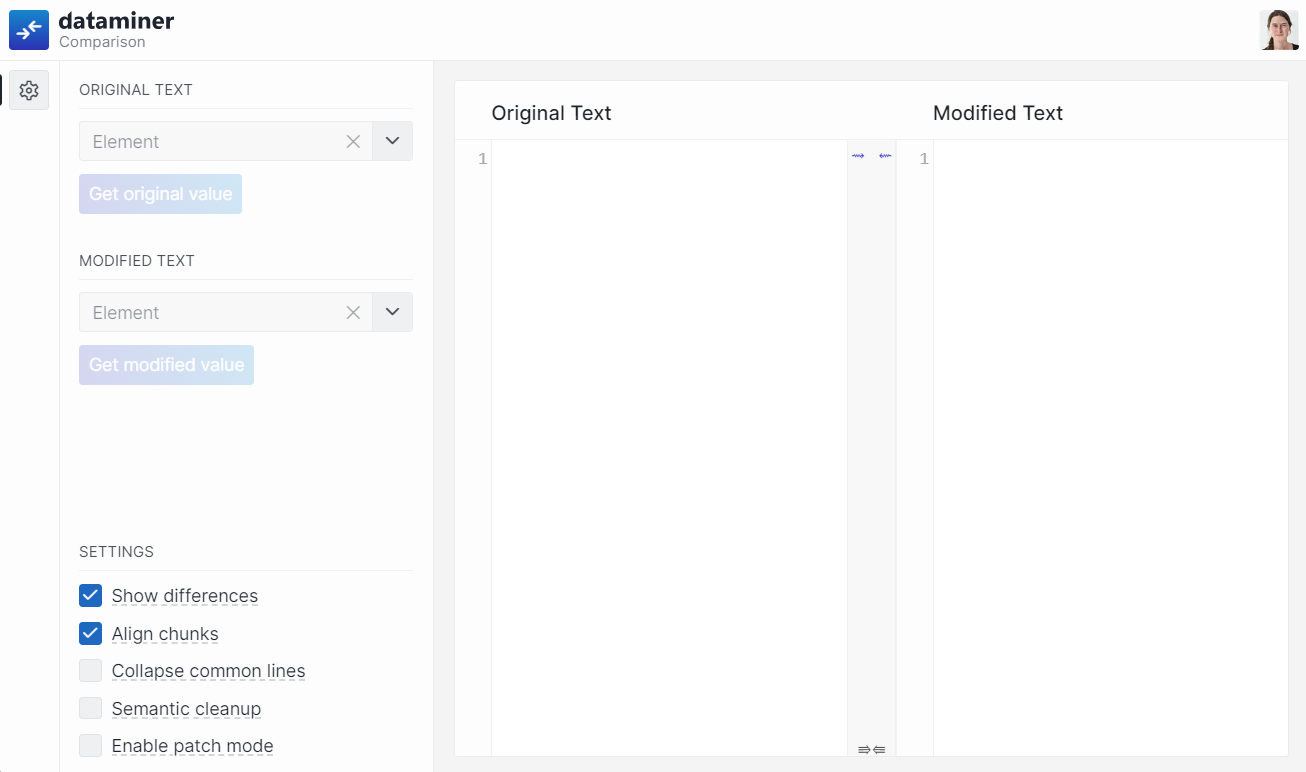 dataminer
Comparison
ORIGINAL TEXT
Element
Get original value
MODIFIED TEXT
Element
Get modified value
SETTINGS
Show differences
Align chunks
Collapse common lines
Semantic cleanup
Enable patch mode
Original Text
Modified Text
1
1